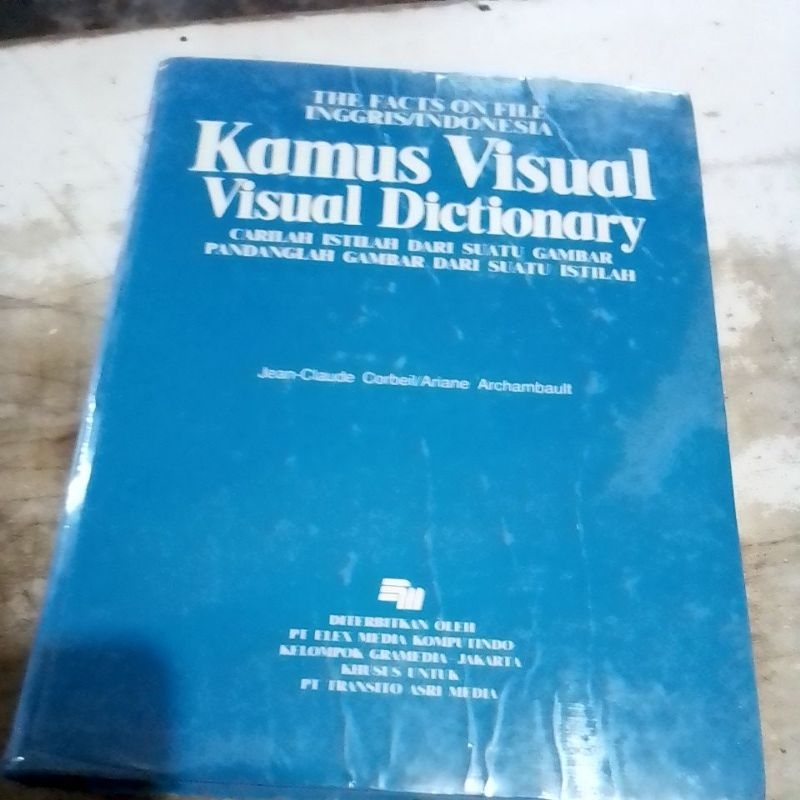 THE FACTS ON FILE
INGGRIS/INDONESIA
Kamus Visual
Visual Dictionary
CARILAH ISTILAH DARI SUATU GAMBAR
PANDANGLAH GAMBAR DARI SUATU ISTILAH
Jean-Claude Corbeil/Ariane Archambault
DITERBITKAN OLEH
PT ELEX MEDIA KOMPUTINDO
KELOMPOK GRAMEDIA-JAKARTA
KHUSUS UNTUK
PT TRANSITO ASRI MEDIA